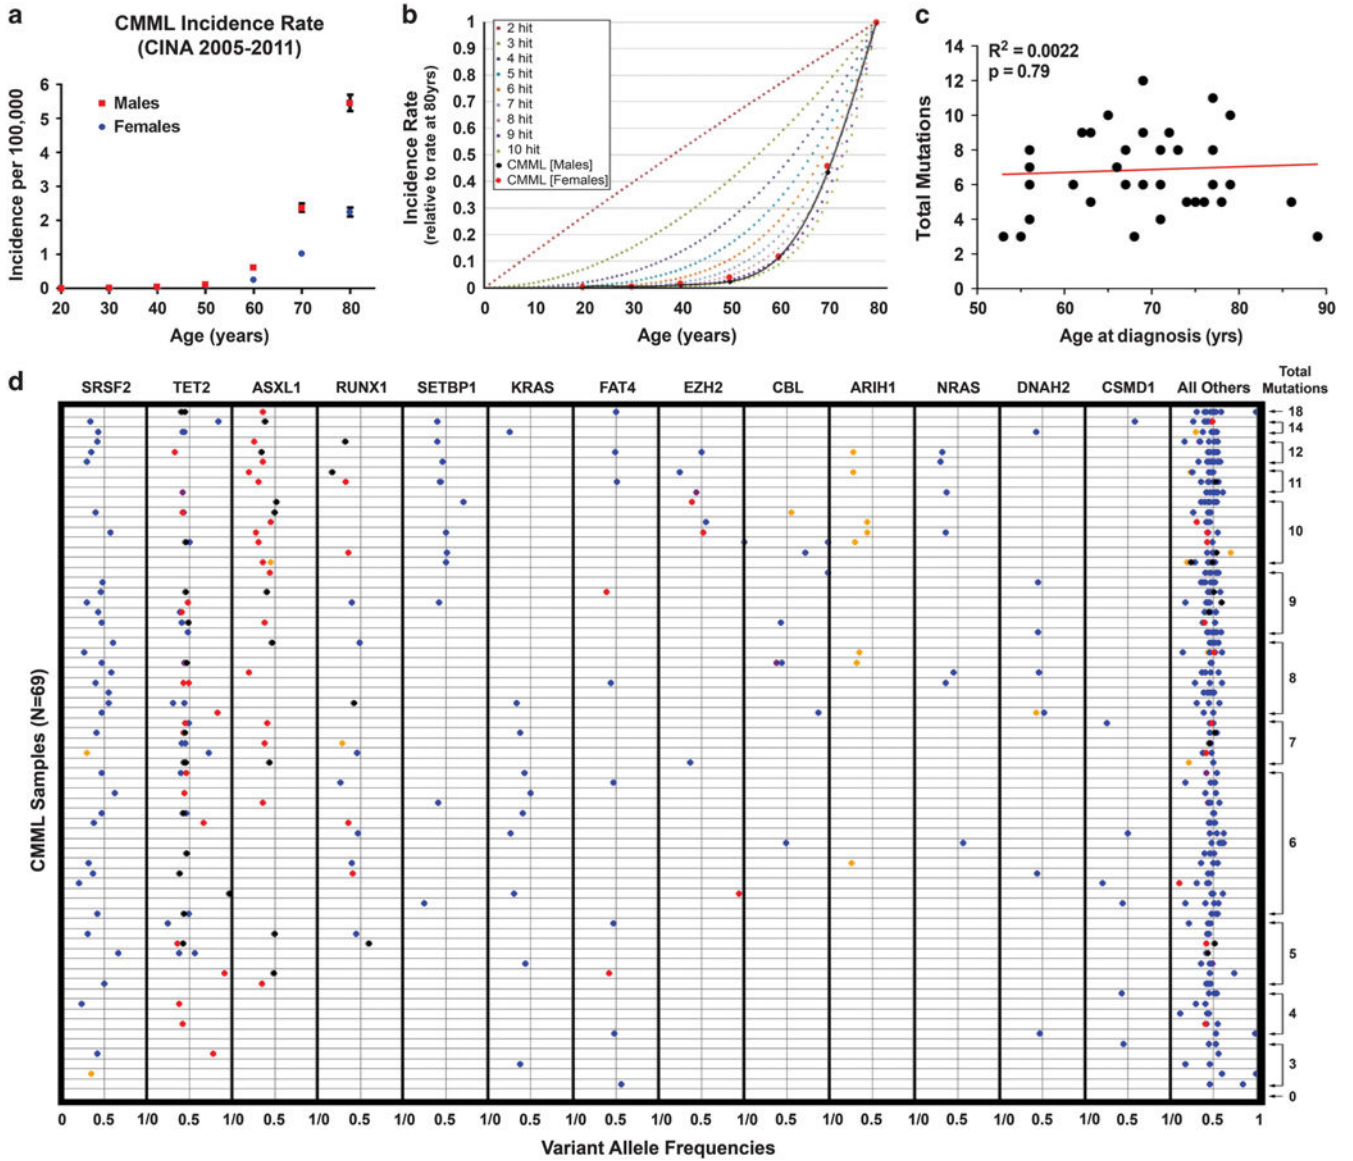 a
CMML Incidence Rate
(CINA 2005-2011)
Incidence per 100,000
6
5
4
3
2
1
0
Males
Females
20 30 40 50 60 70 80
Age (years)
b
Incidence Rate
(relative to rate at 80yrs)
1
0.9
0.8
0.7
0.6
0.5
0.4
0.3
0.2
0.1
0
2 hit
3 hit
4 hit
5 hit
6 hit
7 hit
8 hit
9 hit
10 hit
CMML [Males]
CMML [Females]
0 10 20 30 40 50 60 70 80
Age (years)
c
R² = 0.0022
p = 0.79
Total Mutations
14
12
10
8
6
4
2
0
50 60 70 80 90
Age at diagnosis (yrs)
d
SRSF2 TET2 ASXL1 RUNX1 SETBP1 KRAS FAT4 EZH2 CBL ARIH1 NRAS DNAH2 CSMD1 All Others
Total
Mutations
CMML Samples (N=69)
18
14
12
11
10
9
8
7
6
5
4
3
0
0 0.5 1/0 0.5 1/0 0.5 1/0 0.5 1/0 0.5 1/0 0.5 1/0 0.5 1/0 0.5 1/0 0.5 1/0 0.5 1/0 0.5 1/0 0.5 1/0 0.5 1/0 0.5 1
Variant Allele Frequencies